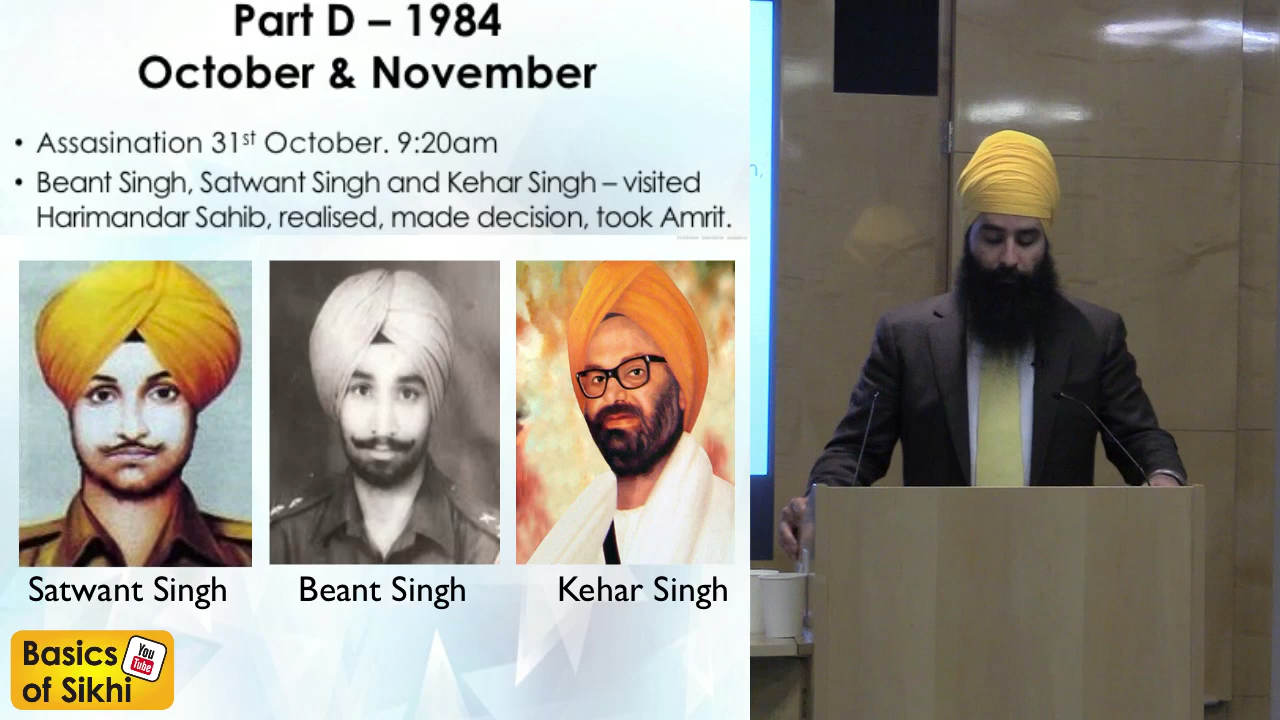 Part D – 1984
October & November
• Assasination 31st October. 9:20am
• Beant Singh, Satwant Singh and Kehar Singh – visited
Harimandar Sahib, realised, made decision, took Amrit.
Satwant Singh
Beant Singh
Kehar Singh
Basics
of Sikhi
You
Tube